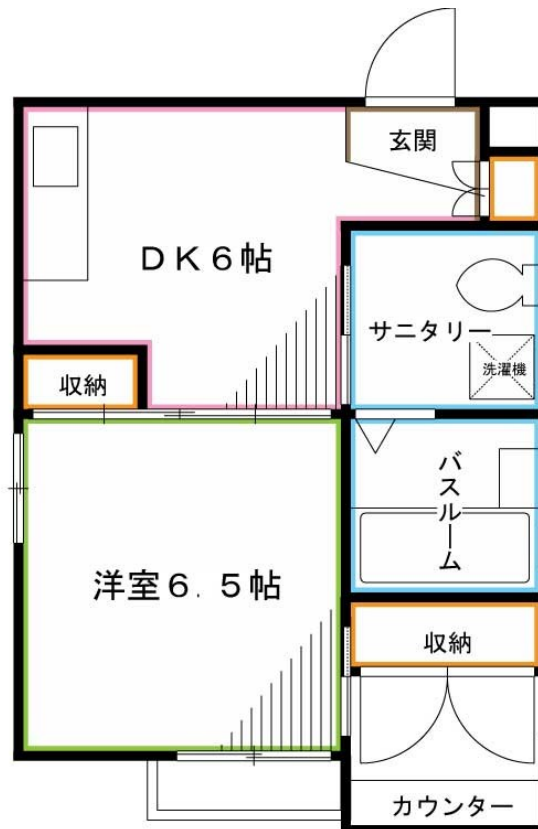 玄関
DK6帖
サニタリー
洗濯機
収納
バスルーム
洋室6.5帖
収納
カウンター